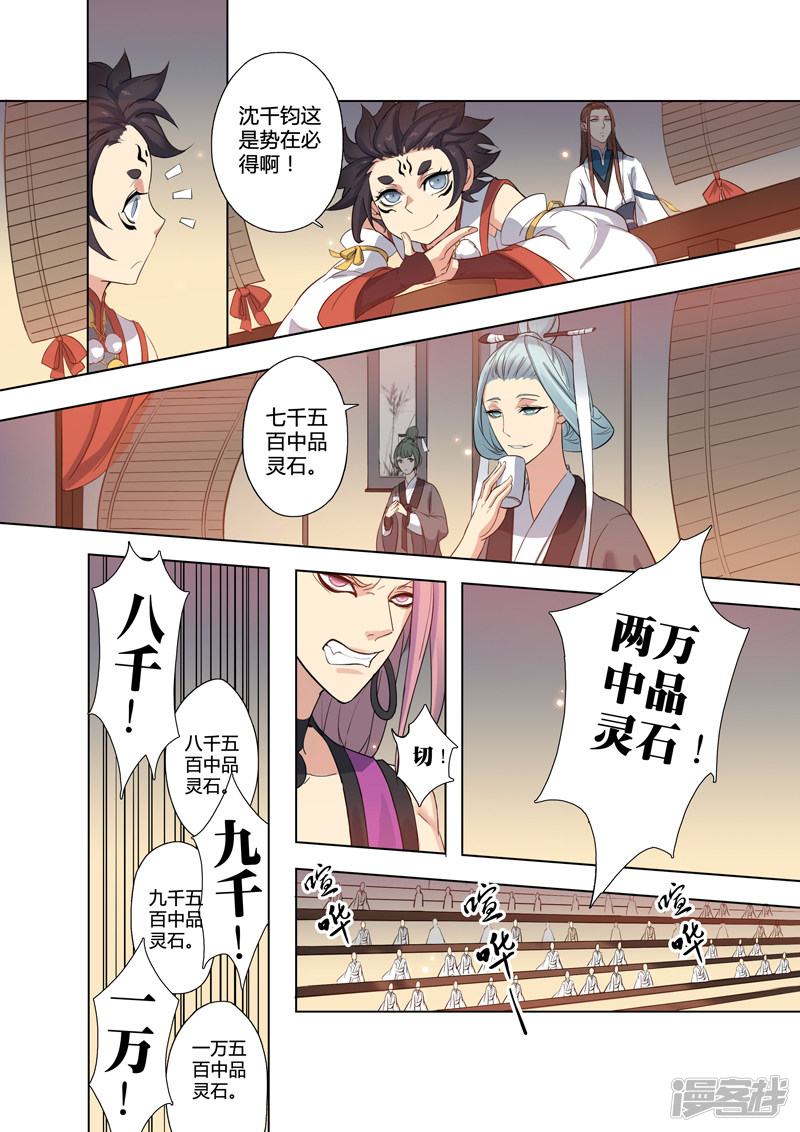 沈千钧这
是势在必
得啊！
七千五
百中品
灵石。
八
千
！
八千五
百中品
灵石。
九
千
！
九千五
百中品
灵石。
一
万
！
一万五
百中品
灵石。
切！
两万
中品
灵石！
喧
哗
喧
哗
喧
哗
漫客栈